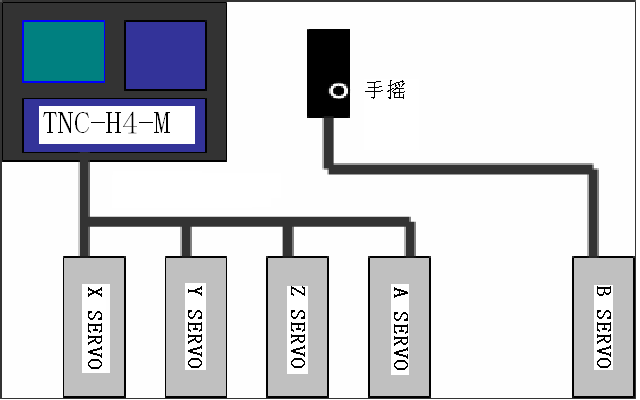 TNC-H4-M
手摇
X SERVO
Y SERVO
Z SERVO
A SERVO
B SERVO